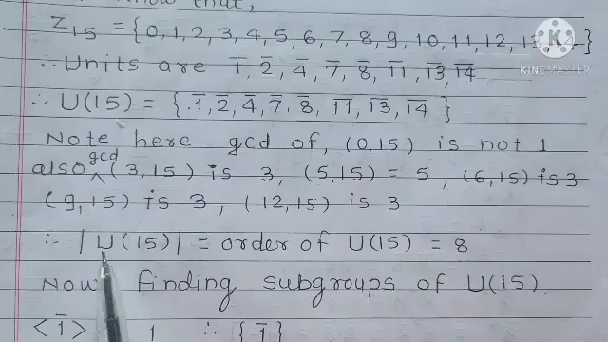 that,
Z₁₅ = {0, 1, 2, 3, 4, 5, 6, 7, 8, 9, 10, 11, 12, 1 }
KINEMASTER
∴ Units are 1̄, 2̄, 4̄, 7̄, 8̄, 1̄1̄, 1̄3̄ 1̄4̄
∴ U(15) = {1̄, 2̄, 4̄, 7̄, 8̄, 1̄1̄, 1̄3̄, 1̄4̄}
Note here gcd of, (0,15) is not 1
also gcd (3,15) is 3, (5,15) = 5, (6,15) is 3
(9,15) is 3, (12,15) is 3
∴ |U(15)| = order of U(15) = 8
Now finding subgroups of U(15)
<1̄> 1 ∴ {1̄}